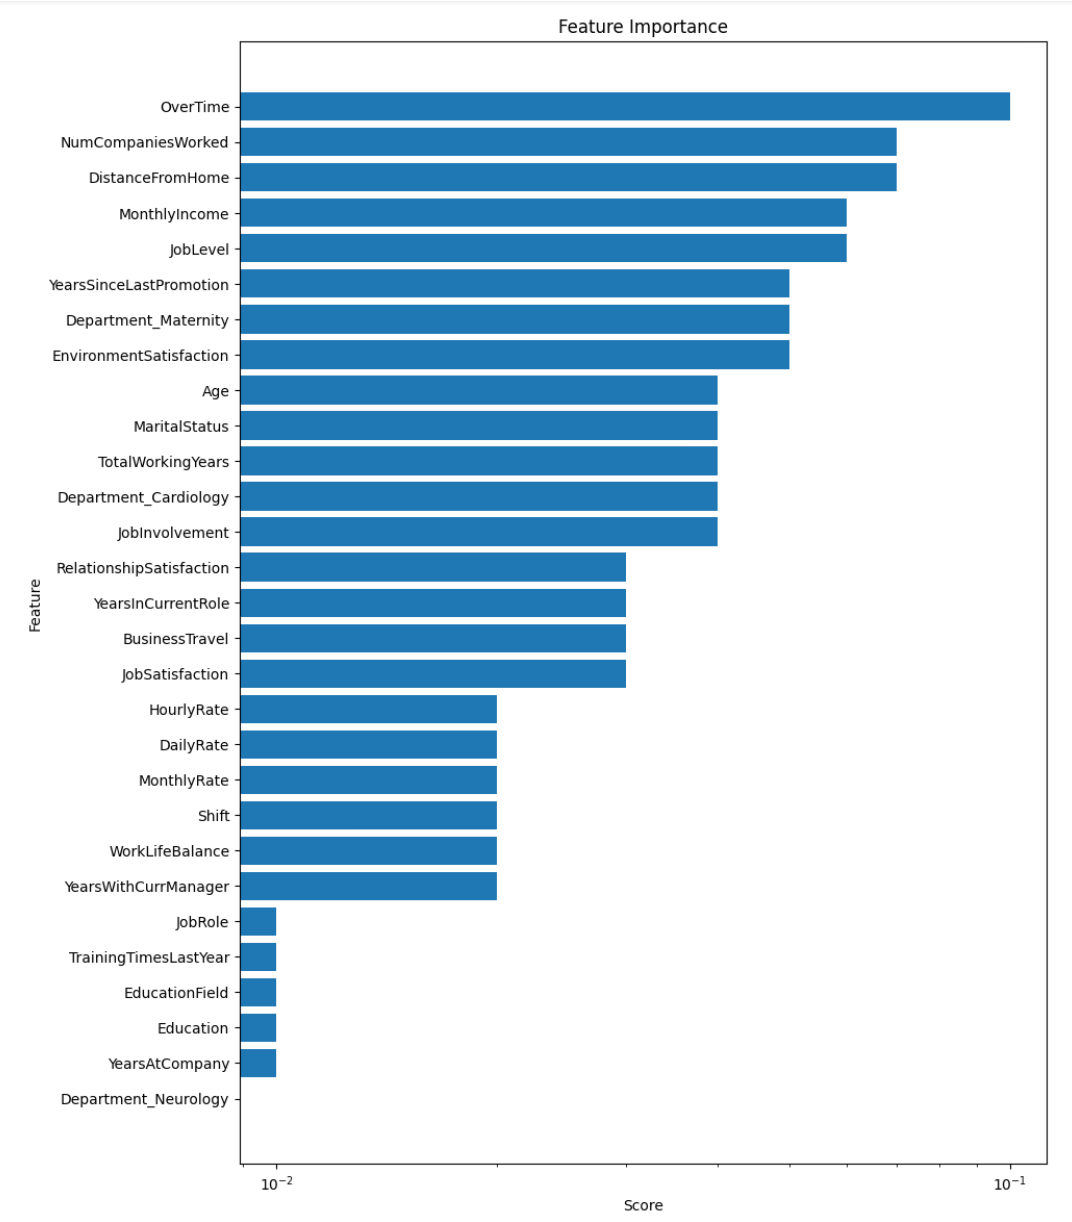 Feature Importance
OverTime
NumCompaniesWorked
DistanceFromHome
MonthlyIncome
JobLevel
YearsSinceLastPromotion
Department_Maternity
EnvironmentSatisfaction
Age
MaritalStatus
TotalWorkingYears
Department_Cardiology
JobInvolvement
RelationshipSatisfaction
YearsInCurrentRole
BusinessTravel
JobSatisfaction
HourlyRate
DailyRate
MonthlyRate
Shift
WorkLifeBalance
YearsWithCurrManager
JobRole
TrainingTimesLastYear
EducationField
Education
YearsAtCompany
Department_Neurology
Feature
10⁻² 10⁻¹
Score